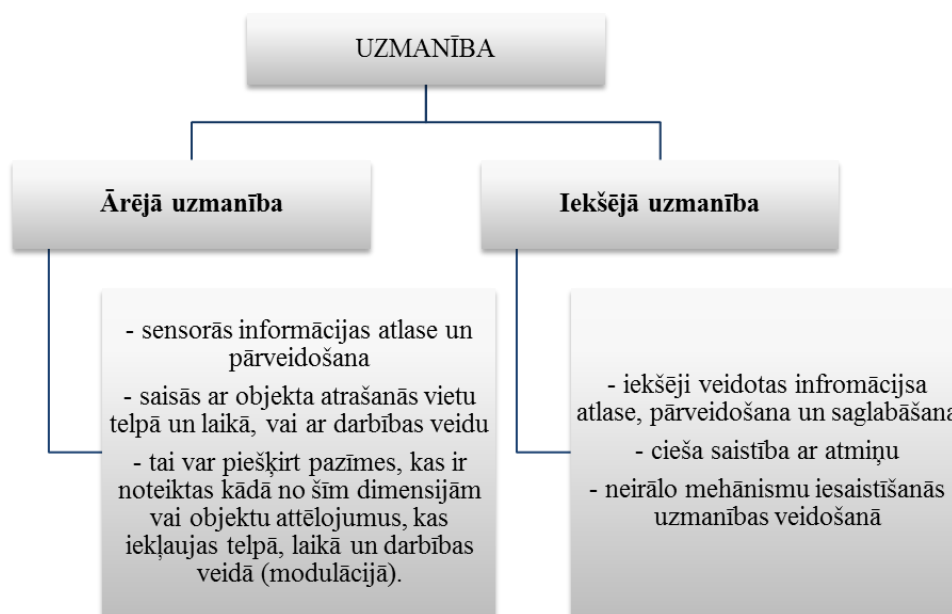 UZMANĪBA
Ārējā uzmanība
Iekšējā uzmanība
- sensorās informācijas atlase un
pārveidošana
- saisās ar objekta atrašanās vietu
telpā un laikā, vai ar darbības veidu
- tai var piešķirt pazīmes, kas ir
noteiktas kādā no šīm dimensijām
vai objektu attēlojumus, kas
iekļaujas telpā, laikā un darbības
veidā (modulācijā).
- iekšēji veidotas infromācijsa
atlase, pārveidošana un saglabāšana
- cieša saistība ar atmiņu
- neirālo mehānismu iesaistīšanās
uzmanības veidošanā